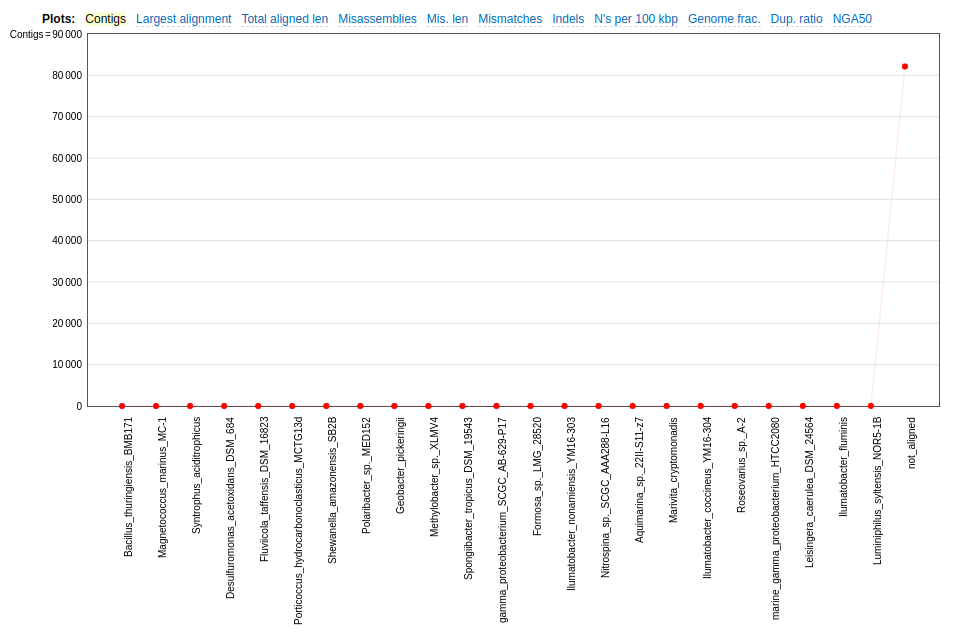 Plots: Contigs Largest alignment Total aligned len Misassemblies Mis. len Mismatches Indels N's per 100 kbp Genome frac. Dup. ratio NGA50
Contigs = 90 000
80 000
70 000
60 000
50 000
40 000
30 000
20 000
10 000
0
Bacillus_thuringiensis_BMB171
Magnetococcus_marinus_MC-1
Syntrophus_aciditrophicus
Desulfuromonas_acetoxidans_DSM_684
Fluviicola_taffensis_DSM_16823
Porticoccus_hydrocarbonoclasticus_MCTG13d
Shewanella_amazonensis_SB2B
Polaribacter_sp._MED152
Geobacter_pickeringii
Methylobacter_sp._XLMV4
Spongiibacter_tropicus_DSM_19543
gamma_proteobacterium_SCGC_AB-629-P17
Formosa_sp._LMG_28520
Ilumatobacter_nonamiensis_YM16-303
Nitrospina_sp._SCGC_AAA288-L16
Aquimarina_sp._22II-S11-z7
Marivita_cryptomonadis
Ilumatobacter_coccineus_YM16-304
Roseovarius_sp._A-2
marine_gamma_proteobacterium_HTCC2080
Leisingera_caerulea_DSM_24564
Ilumatobacter_fluminis
Luminiphilus_syltensis_NOR5-1B
not_aligned